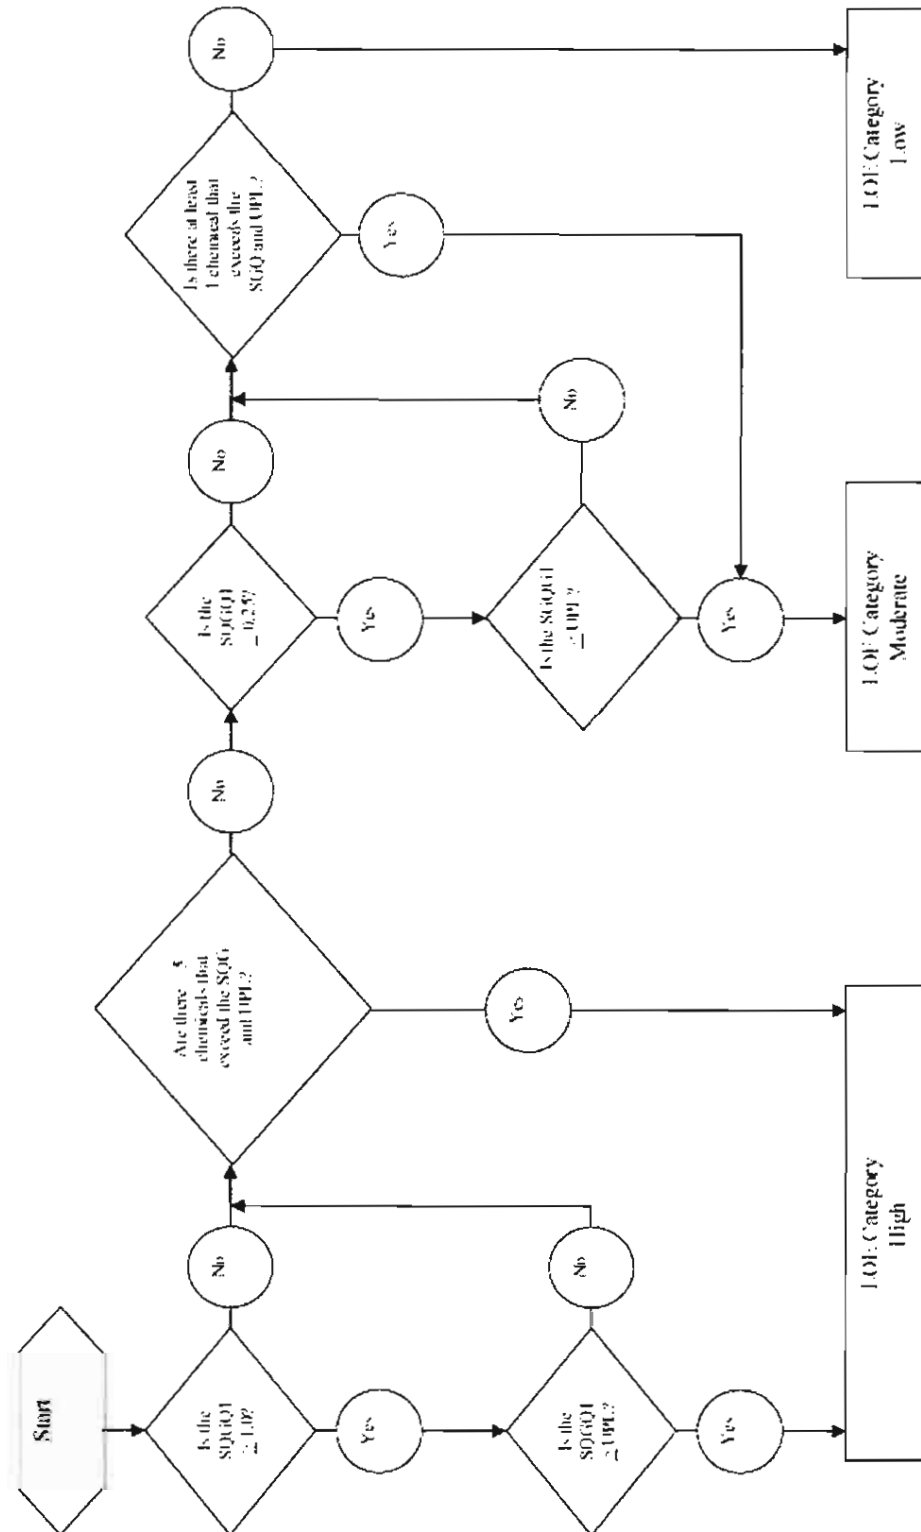 Start
Is the
SQGQ1
≥ 1.0?
No
Yes
Is the
SQGQ1
≥ UPL?
No
Yes
Are there 5
chemicals that
exceed the SQG
and UPL?
No
Yes
LOE Category
High
Is the
SQGQ1
≥ 0.25?
No
Yes
Is the SGQG1
≥ UPL?
No
Yes
LOE Category
Moderate
Is there at least
1 chemical that
exceeds the
SGQ and UPL?
No
Yes
LOE Category
Low